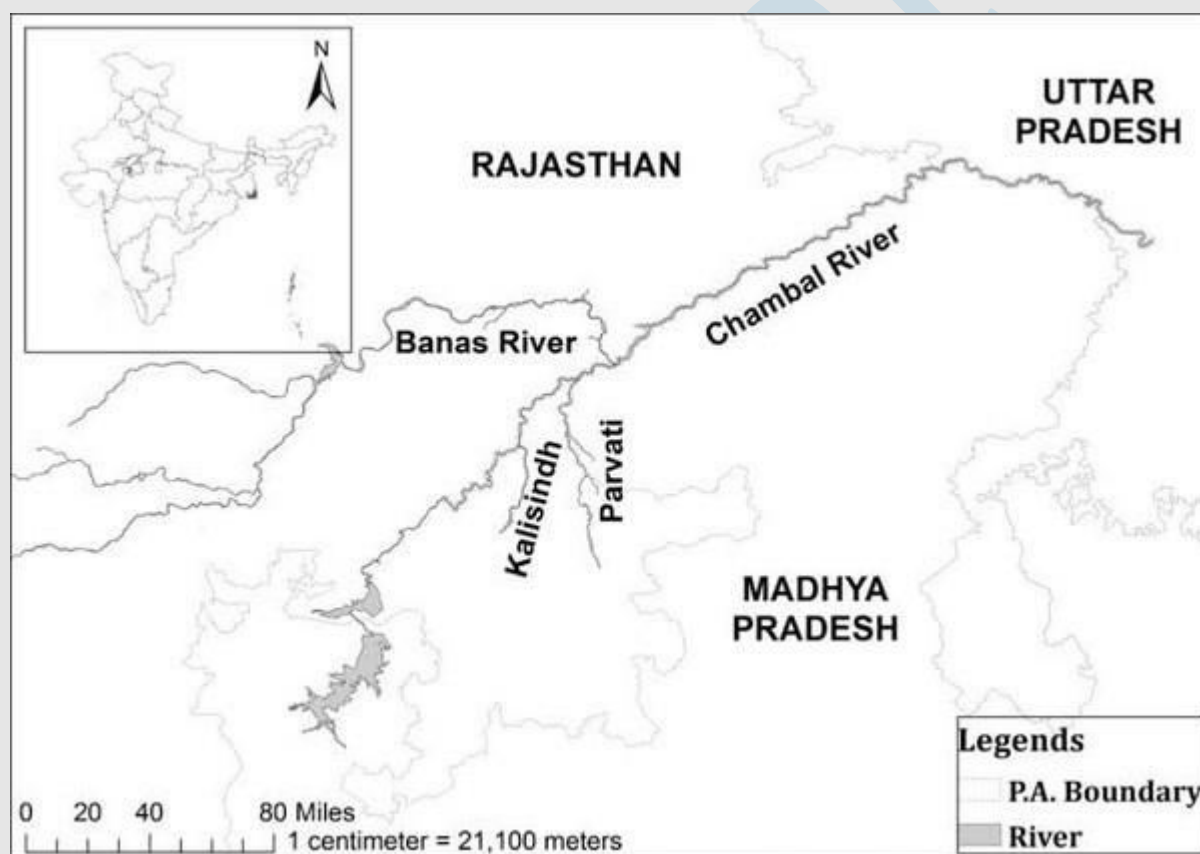 N
UTTAR
PRADESH
RAJASTHAN
Chambal River
Banas River
Kalisindh
Parvati
MADHYA
PRADESH
Legends
P.A. Boundary
River
0 20 40 80 Miles
1 centimeter = 21,100 meters